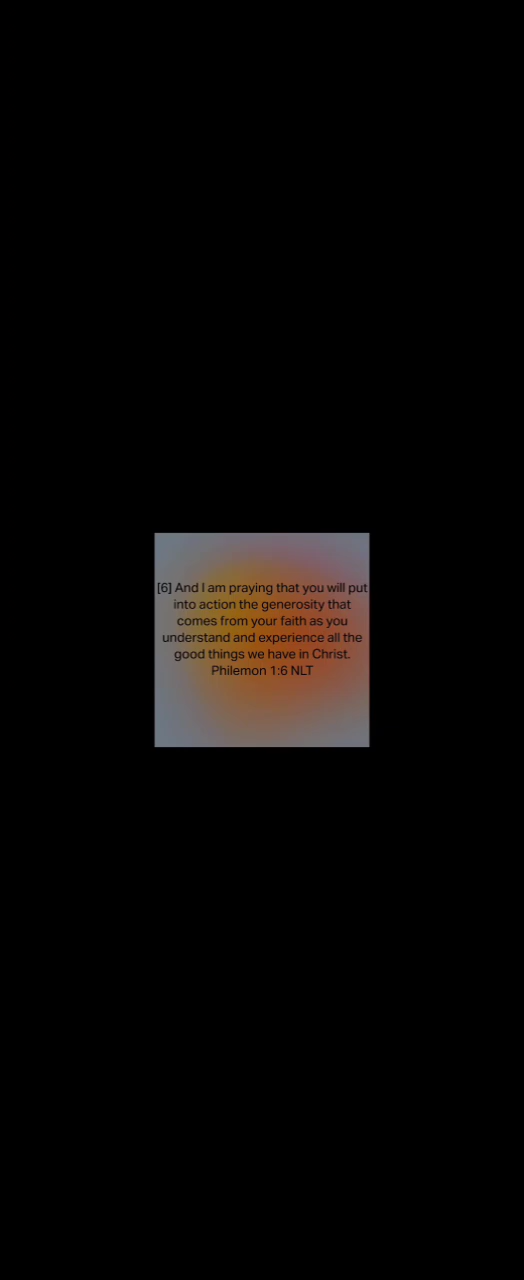 [6] And I am praying that you will put
into action the generosity that
comes from your faith as you
understand and experience all the
good things we have in Christ.
Philemon 1:6 NLT